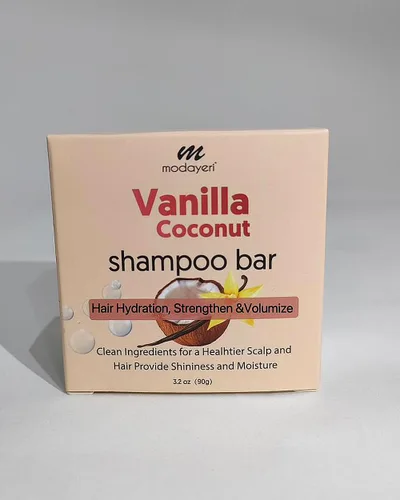 m
modayeri®
Vanilla
Coconut
shampoo bar
Hair Hydration, Strengthen &Volumize
Clean Ingredients for a Healhtier Scalp and
Hair Provide Shininess and Moisture
3.2 oz (90g)